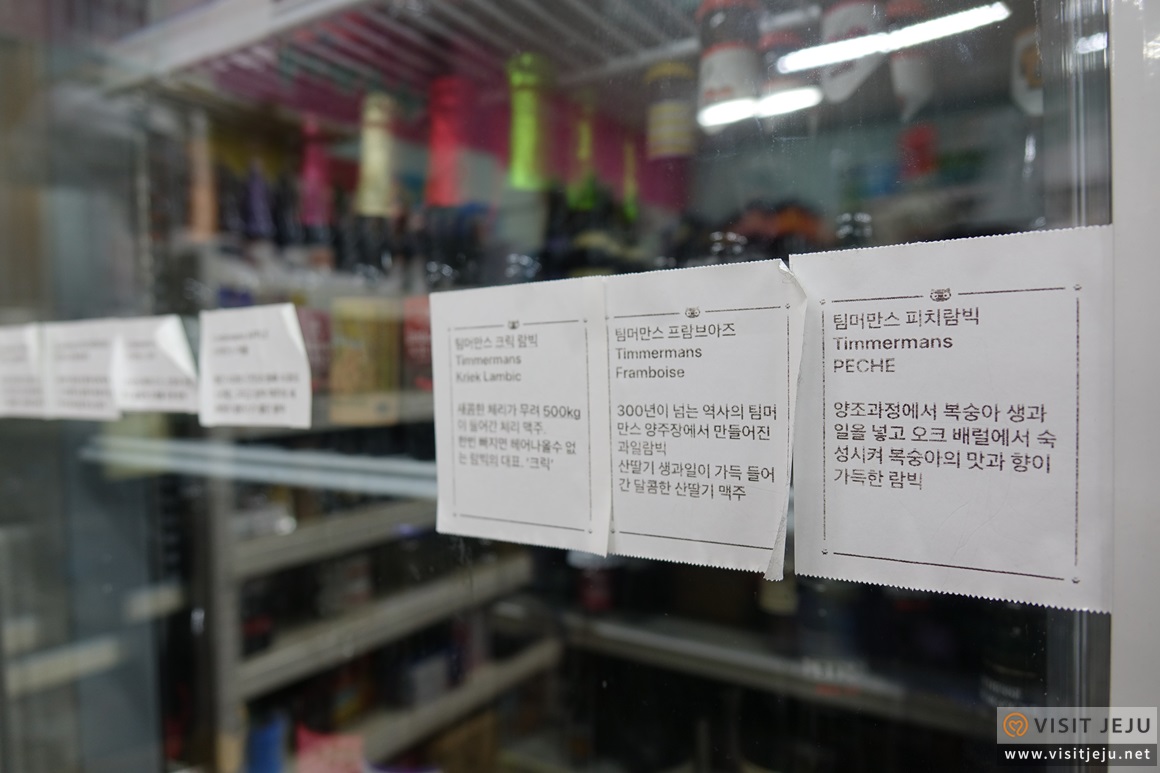 팀머만스 크릭 람빅
Timmermans
Kriek Lambic
새콤한 체리가 무려 500kg
이 들어간 체리 맥주.
한번 빠지면 헤어나올수 없
는 람빅의 대표. '크릭'
팀머만스 프람브아즈
Timmermans
Framboise
300년이 넘는 역사의 팀머
만스 양주장에서 만들어진
과일람빅
산딸기 생과일이 가득 들어
간 달콤한 산딸기 맥주
팀머만스 피치람빅
Timmermans
PECHE
양조과정에서 복숭아 생과
일을 넣고 오크 배럴에서 숙
성시켜 복숭아의 맛과 향이
가득한 람빅
VISIT JEJU
www.visitjeju.net